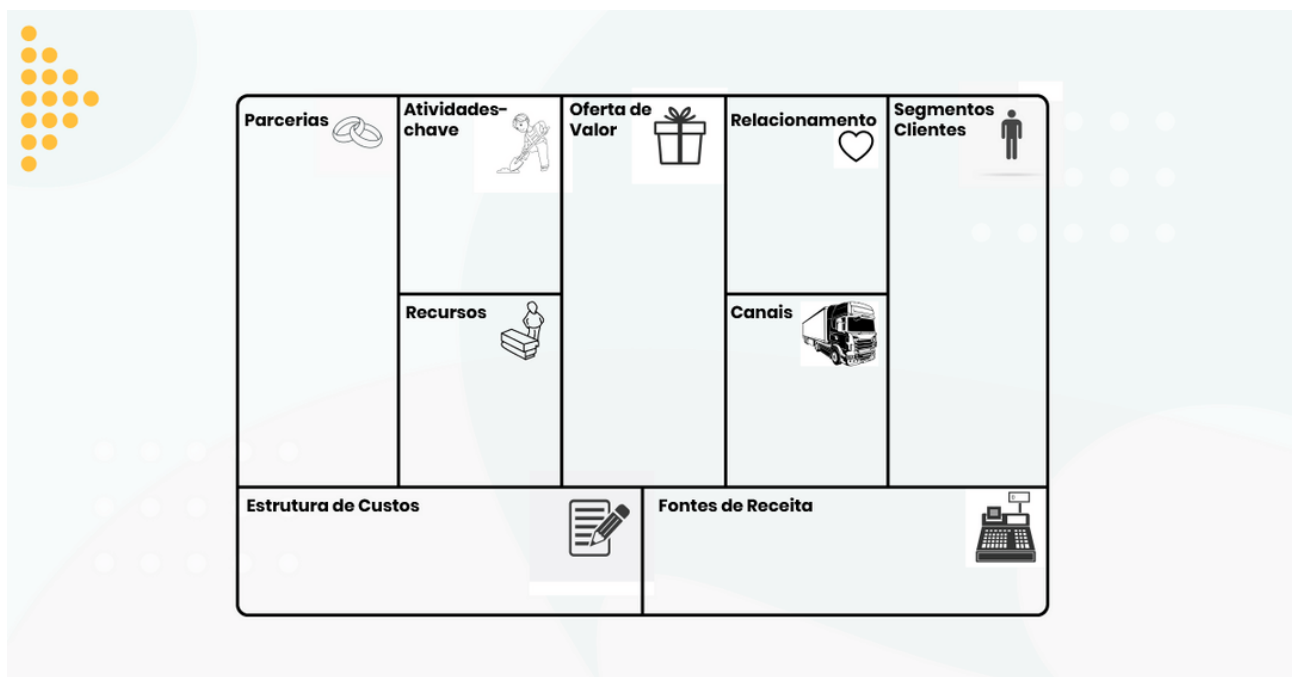 Parcerias
Atividades-
chave
Oferta de
Valor
Relacionamento
Segmentos
Clientes
Recursos
Canais
Estrutura de Custos
Fontes de Receita